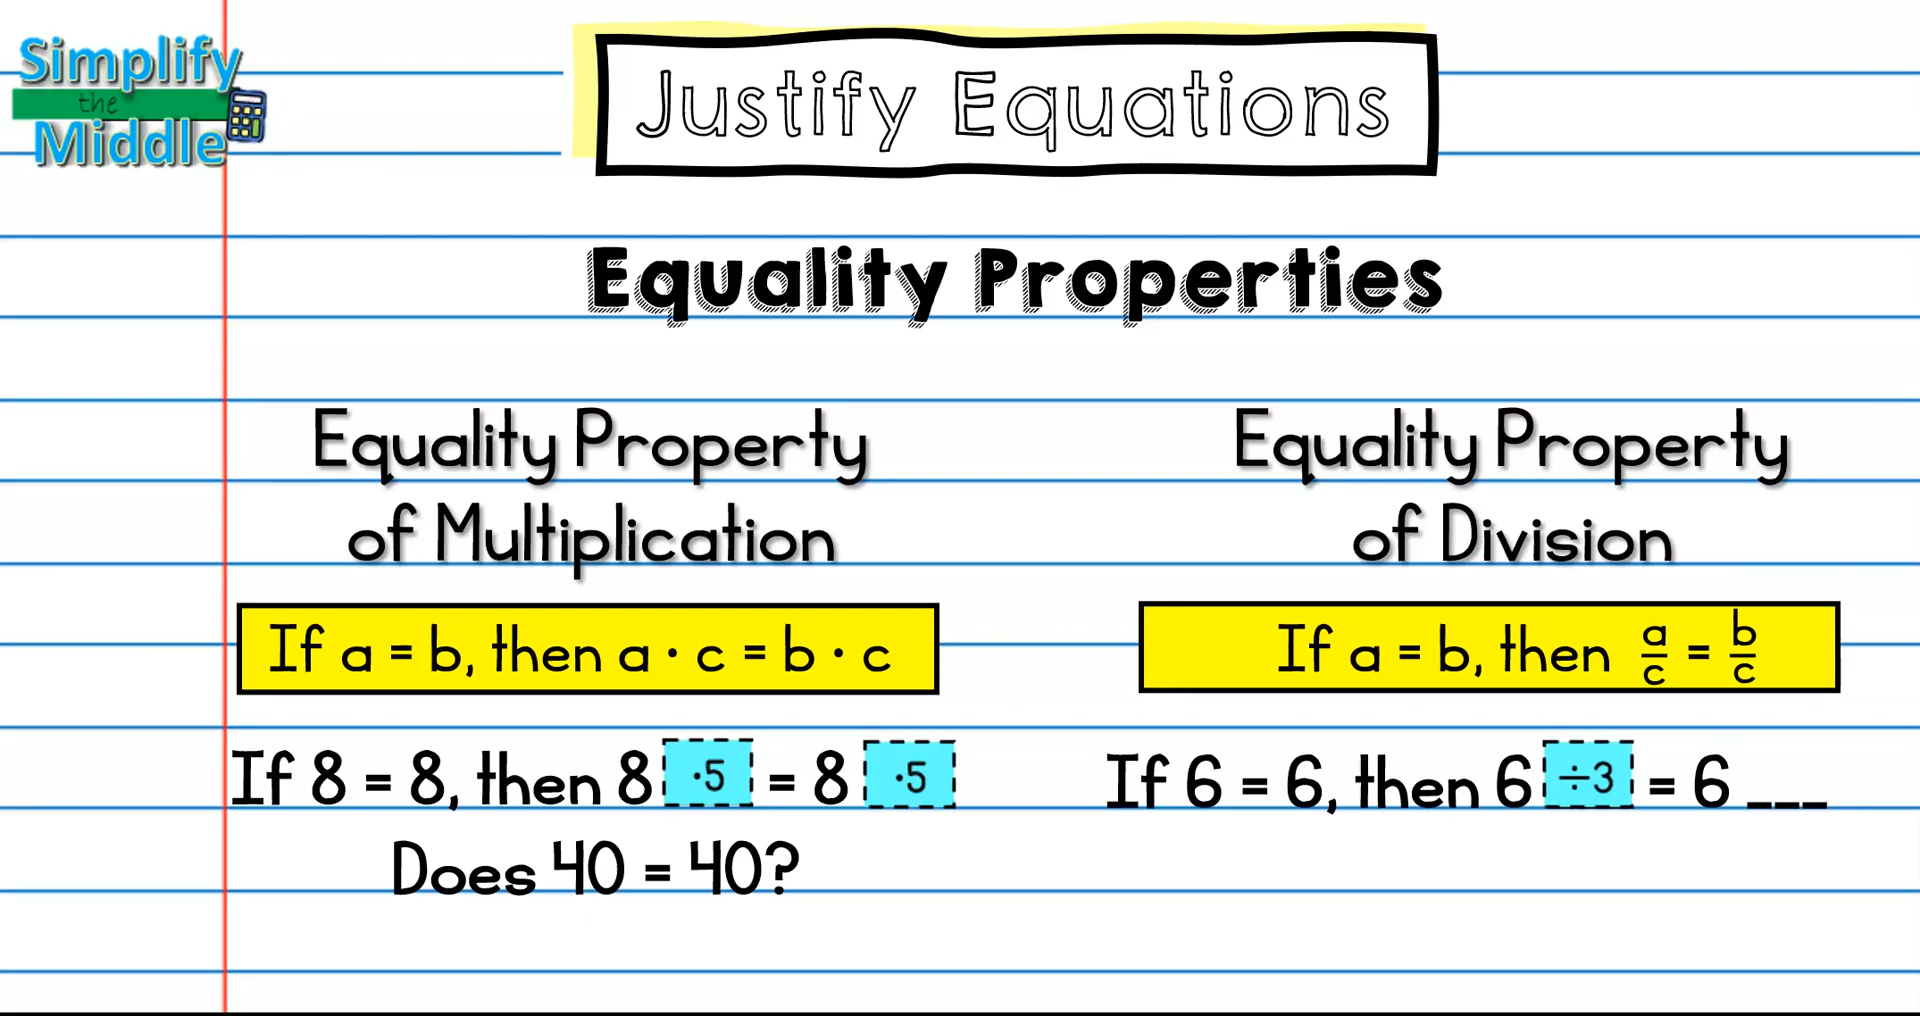 Simplify
the
Middle
Justify Equations
Equality Properties
Equality Property
of Multiplication
If a = b, then a · c = b · c
If 8 = 8, then 8 ·5 = 8 ·5
Does 40 = 40?
Equality Property
of Division
If a = b, then a/c = b/c
If 6 = 6, then 6 ÷3 = 6 ___